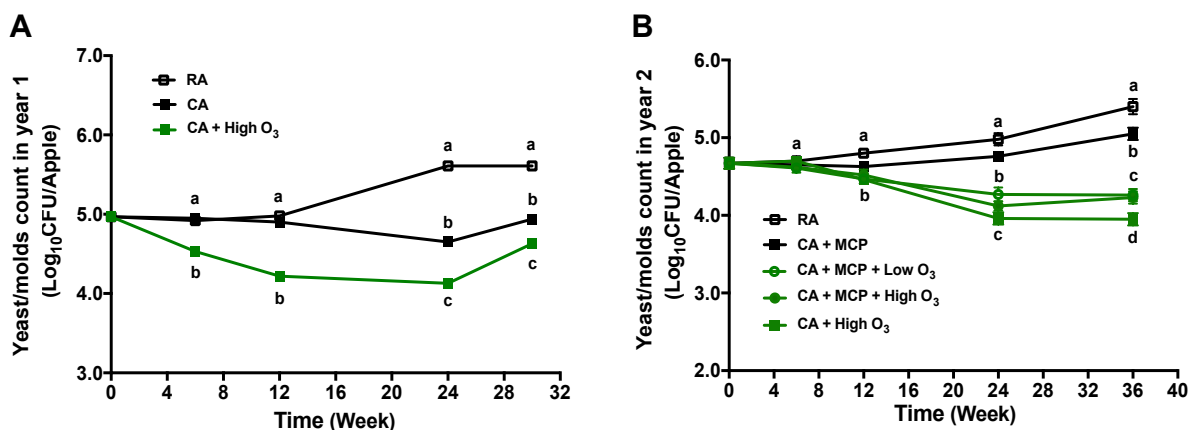 A
Yeast/molds count in year 1
(Log₁₀CFU/Apple)
7.0
6.0
5.0
4.0
3.0
RA
CA
CA + High O₃
a
a
a
a
b
b
b
b
c
c
0
4
8
12
16
20
24
28
32
Time (Week)
B
Yeast/molds count in year 2
(Log₁₀CFU/Apple)
6.0
5.0
4.0
3.0
2.0
a
a
a
a
b
b
b
c
c
d
RA
CA + MCP
CA + MCP + Low O₃
CA + MCP + High O₃
CA + High O₃
0
4
8
12
16
20
24
28
32
36
40
Time (Week)